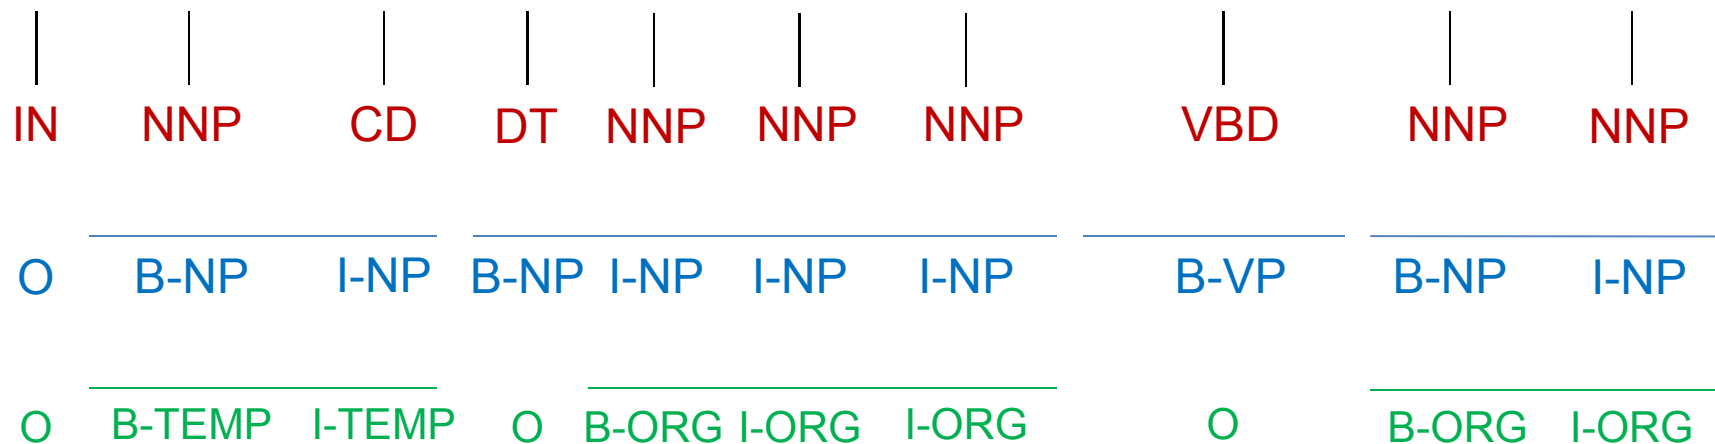 IN NNP CD DT NNP NNP NNP VBD NNP NNP
O B-NP I-NP B-NP I-NP I-NP I-NP B-VP B-NP I-NP
O B-TEMP I-TEMP O B-ORG I-ORG I-ORG O B-ORG I-ORG